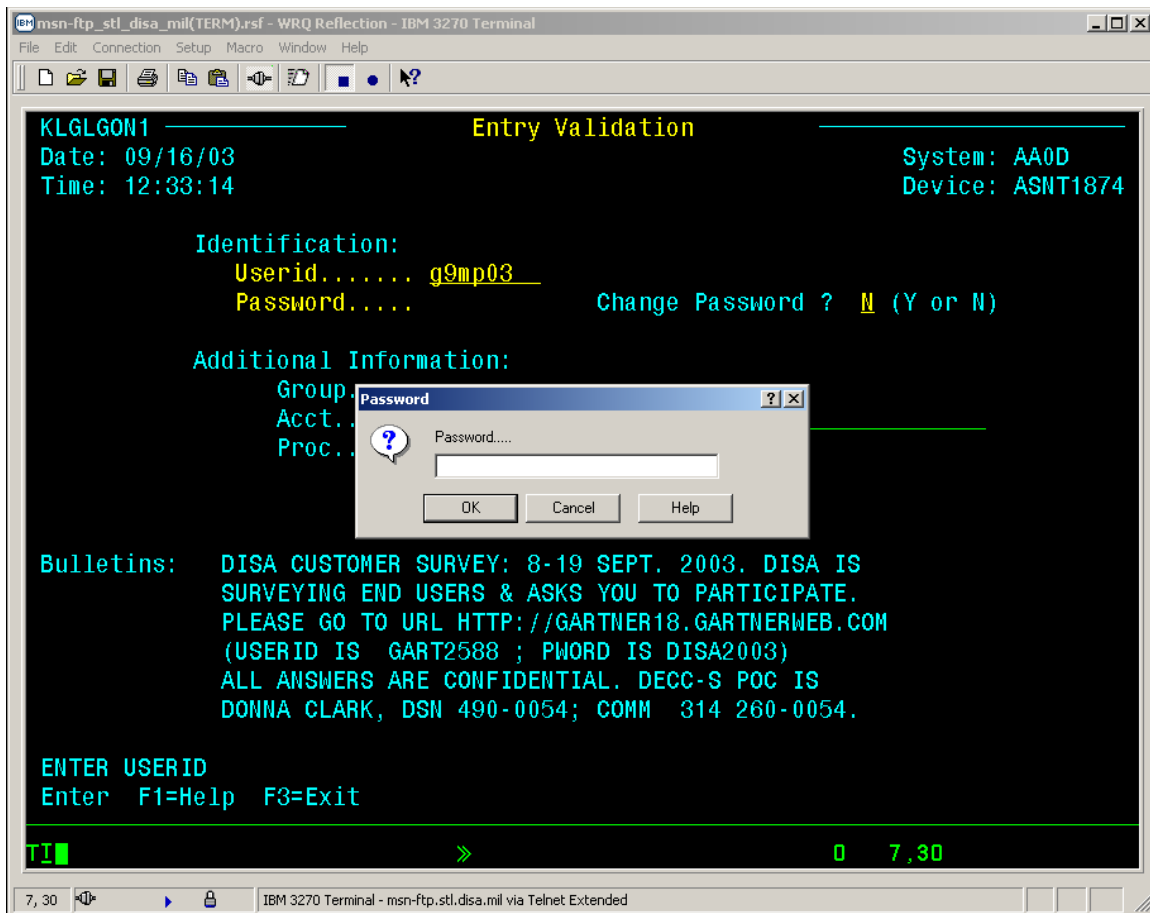 msn-ftp_stl_disa_mil(TERM).rsf - WRQ Reflection - IBM 3270 Terminal
File Edit Connection Setup Macro Window Help
KLGLGON1 Entry Validation
Date: 09/16/03 System: AA0D
Time: 12:33:14 Device: ASNT1874
Identification:
Userid....... g9mp03
Password..... Change Password ? N (Y or N)
Additional Information:
Group.
Acct..
Proc..
Password
Password.....
OK Cancel Help
Bulletins: DISA CUSTOMER SURVEY: 8-19 SEPT. 2003. DISA IS
SURVEYING END USERS & ASKS YOU TO PARTICIPATE.
PLEASE GO TO URL HTTP://GARTNER18.GARTNERWEB.COM
(USERID IS GART2588 ; PWORD IS DISA2003)
ALL ANSWERS ARE CONFIDENTIAL. DECC-S POC IS
DONNA CLARK, DSN 490-0054; COMM 314 260-0054.
ENTER USERID
Enter F1=Help F3=Exit
TI » 0 7,30
7, 30 IBM 3270 Terminal - msn-ftp.stl.disa.mil via Telnet Extended